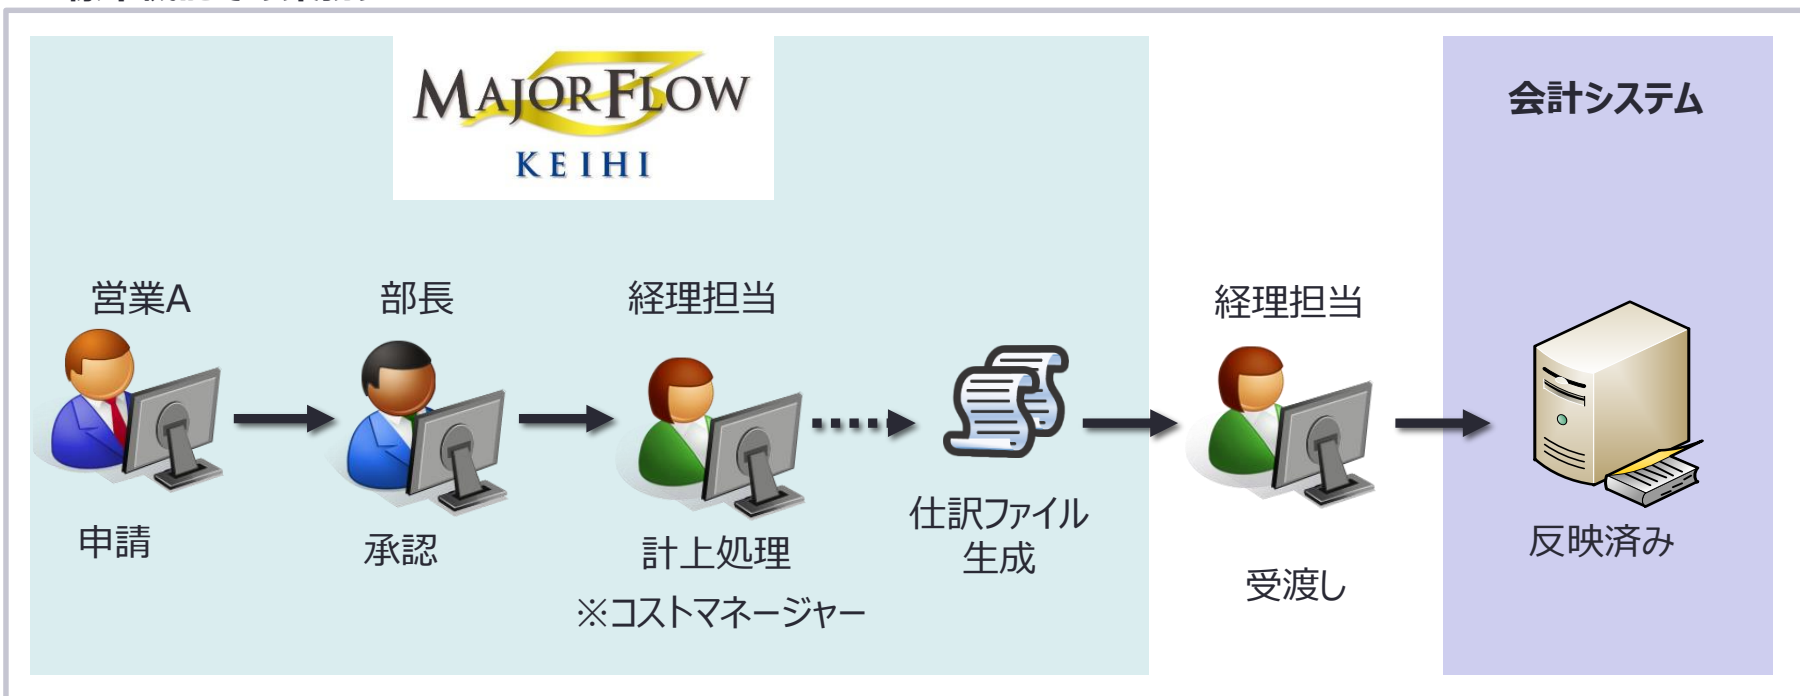 MAJOR FLOW
KEIHI
会計システム
営業A
部長
経理担当
経理担当
申請
承認
計上処理
※コストマネージャー
仕訳ファイル
生成
受渡し
反映済み